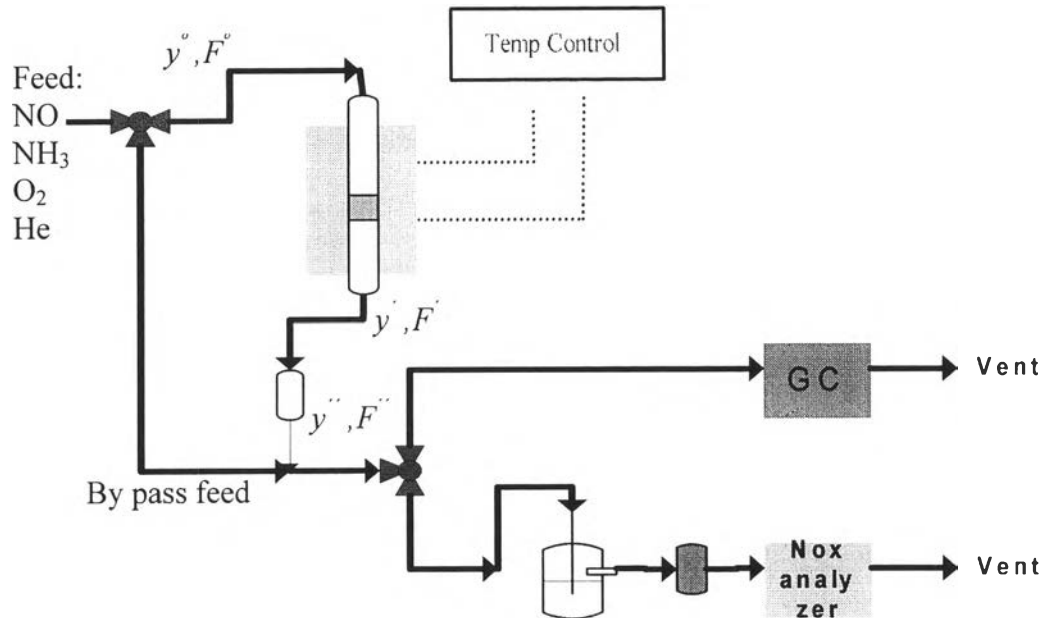 Temp Control
y°,F°
Feed:
NO
NH₃
O₂
He
y',F'
GC
Vent
y'',F''
By pass feed
Nox
analy
zer
Vent